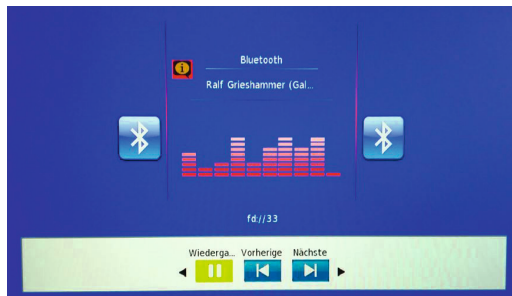 Bluetooth
Ralf Grieshammer (Gal...
fd://33
Wiederga... Vorherige Nächste